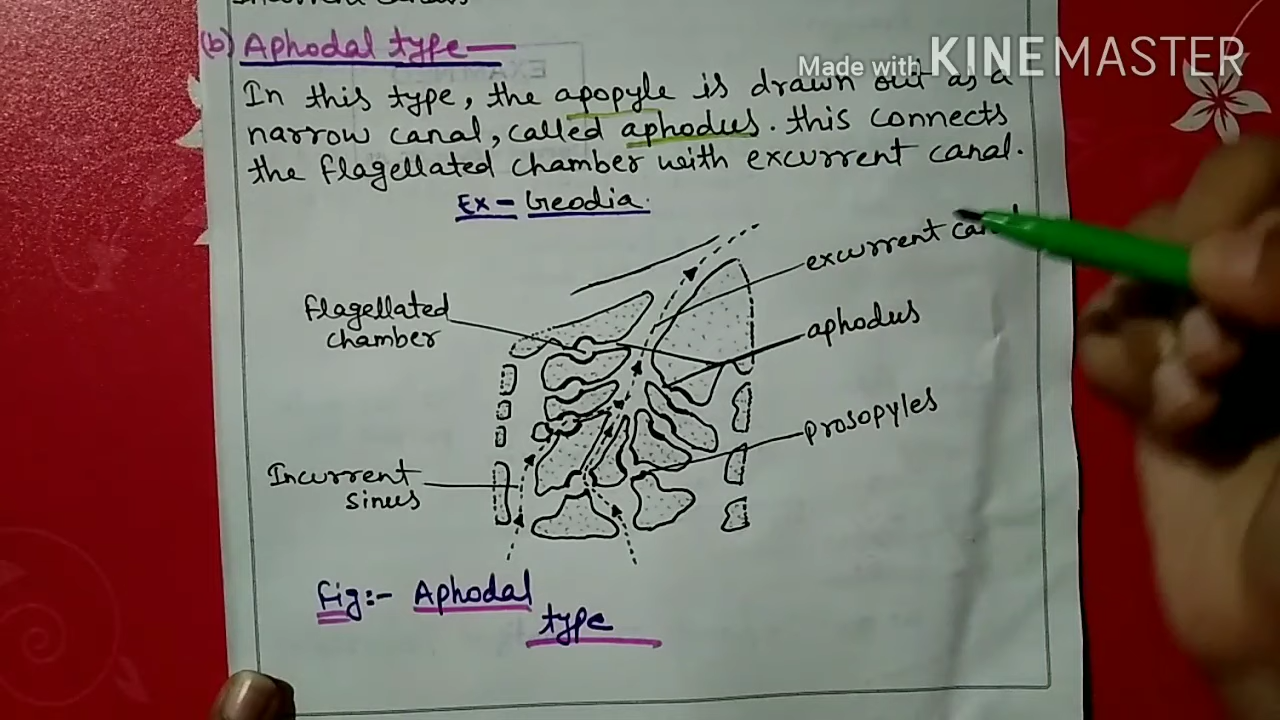 (b) Aphodal type—
Made with KINEMASTER
In this type, the apopyle is drawn out as a
narrow canal, called aphodus. this connects
the flagellated chamber with excurrent canal.
Ex - Geodia.
excurrent
flagellated
chamber
aphodus
prosopyles
Incurrent
sinus
Fig:- Aphodal
type